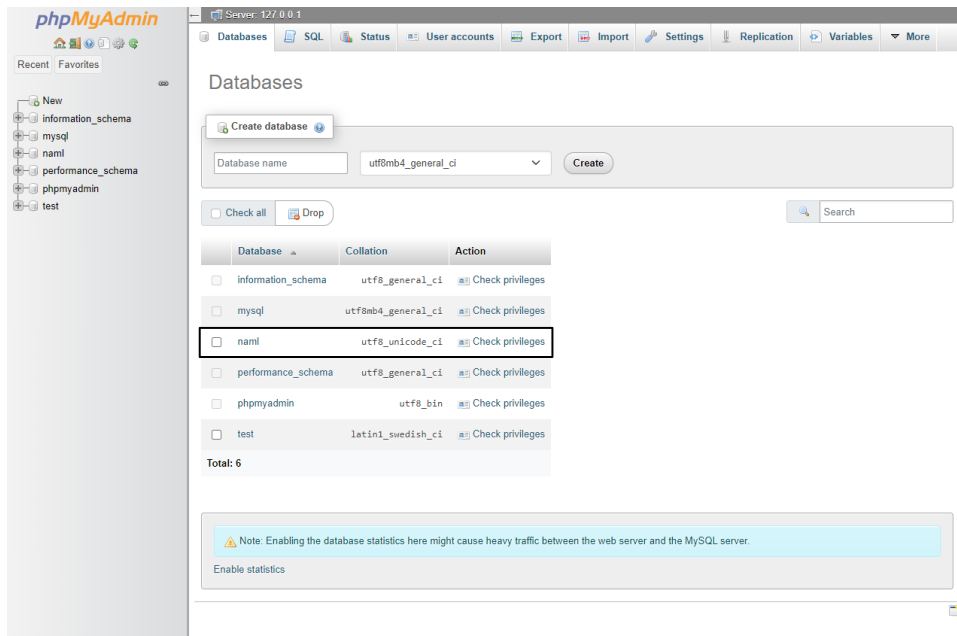 phpMyAdmin
Recent Favorites
New
information_schema
mysql
naml
performance_schema
phpmyadmin
test
Server: 127.0.0.1
Databases SQL Status User accounts Export Import Settings Replication Variables More
Databases
Create database
Database name utf8mb4_general_ci Create
Check all Drop Search
Database Collation Action
information_schema utf8_general_ci Check privileges
mysql utf8mb4_general_ci Check privileges
naml utf8_unicode_ci Check privileges
performance_schema utf8_general_ci Check privileges
phpmyadmin utf8_bin Check privileges
test latin1_swedish_ci Check privileges
Total: 6
Note: Enabling the database statistics here might cause heavy traffic between the web server and the MySQL server.
Enable statistics